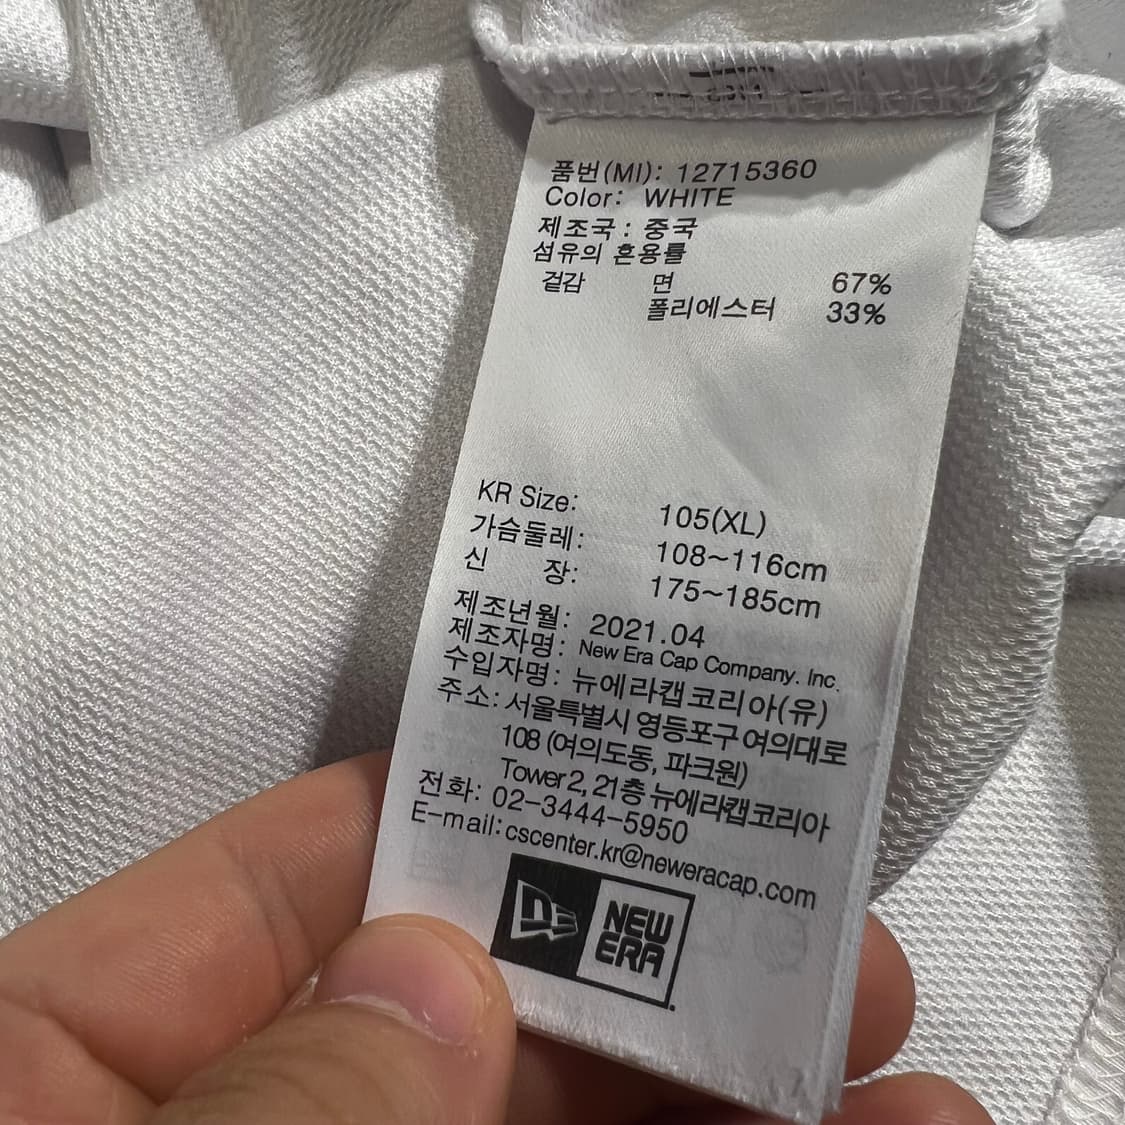 품번(MI): 12715360
Color: WHITE
제조국 : 중국
섬유의 혼용률
겉감 면 67%
폴리에스터 33%
KR Size: 105(XL)
가슴둘레: 108~116cm
신 장: 175~185cm
제조년월: 2021.04
제조자명: New Era Cap Company. Inc.
수입자명: 뉴에라캡코리아(유)
주소: 서울특별시 영등포구 여의대로
108 (여의도동, 파크원)
Tower 2, 21층 뉴에라캡코리아
전화: 02-3444-5950
E-mail: cscenter.kr@neweracap.com
NEW
ERA